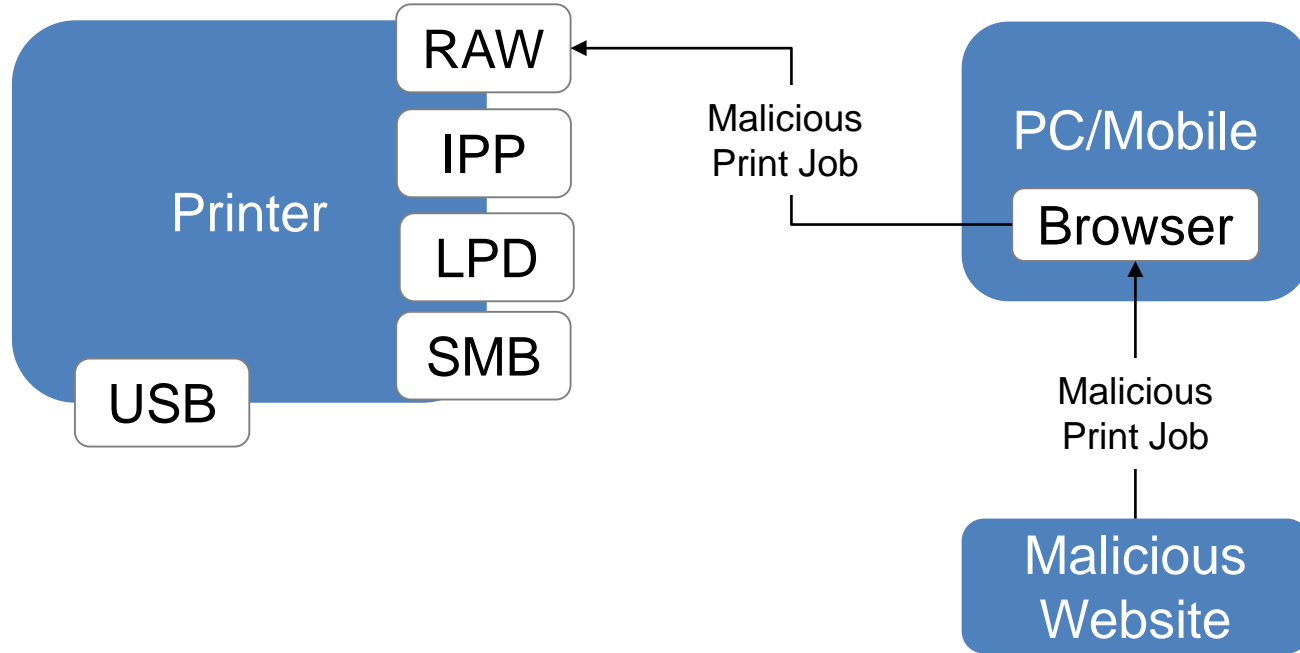 RAW
IPP
Printer
LPD
SMB
USB
Malicious
Print Job
PC/Mobile
Browser
Malicious
Print Job
Malicious
Website